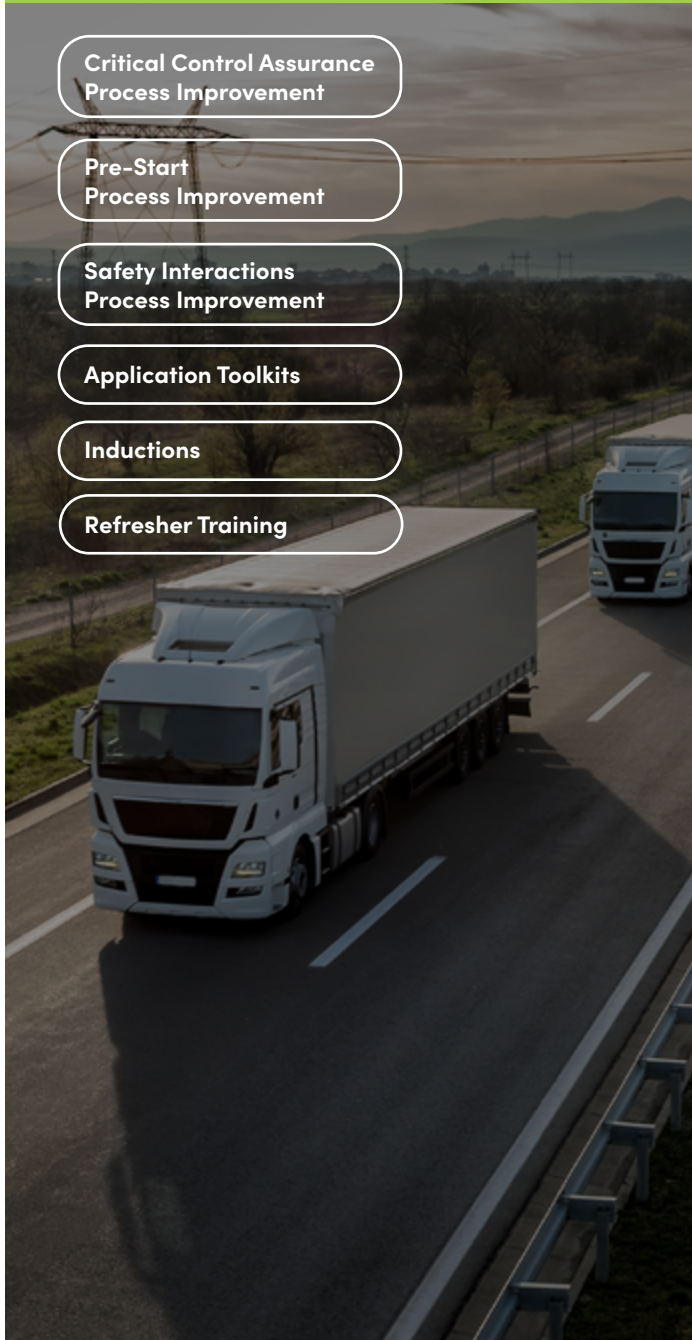 Critical Control Assurance
Process Improvement
Pre-Start
Process Improvement
Safety Interactions
Process Improvement
Application Toolkits
Inductions
Refresher Training